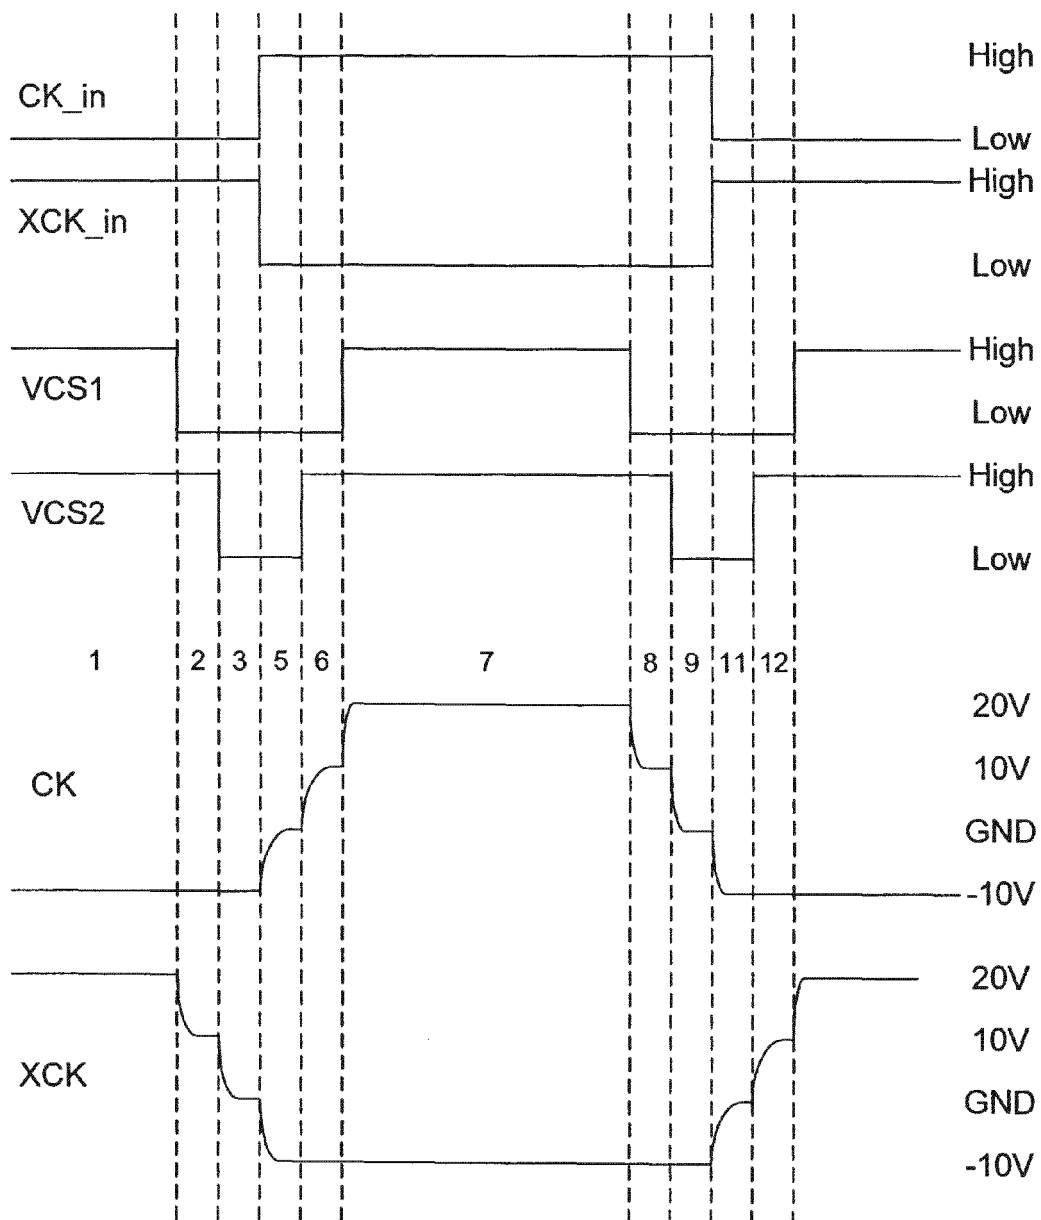 High
CK_in
Low
High
XCK_in
Low
High
VCS1
Low
High
VCS2
Low
1 2 3 5 6 7 8 9 11 12
20V
10V
CK
GND
-10V
20V
10V
XCK
GND
-10V